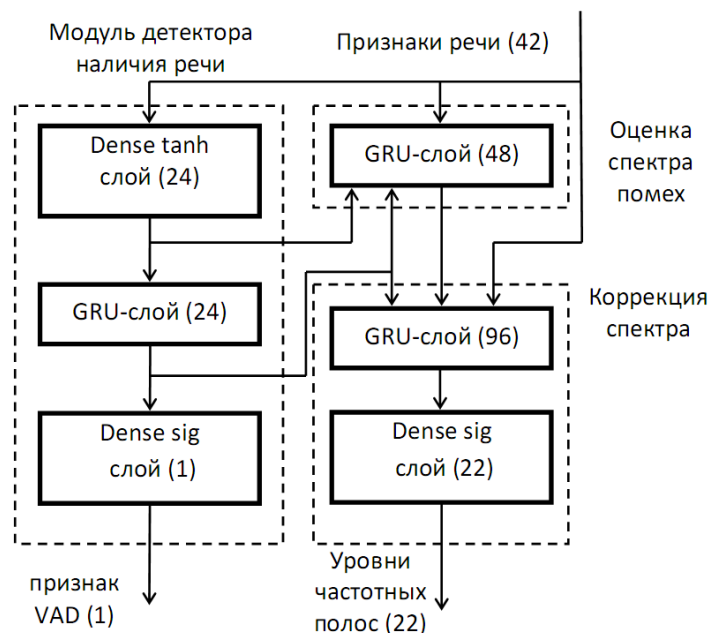 Модуль детектора
наличия речи
Признаки речи (42)
Dense tanh
слой (24)
GRU-слой (48)
Оценка
спектра
помех
GRU-слой (24)
GRU-слой (96)
Коррекция
спектра
Dense sig
слой (1)
Dense sig
слой (22)
признак
VAD (1)
Уровни
частотных
полос (22)